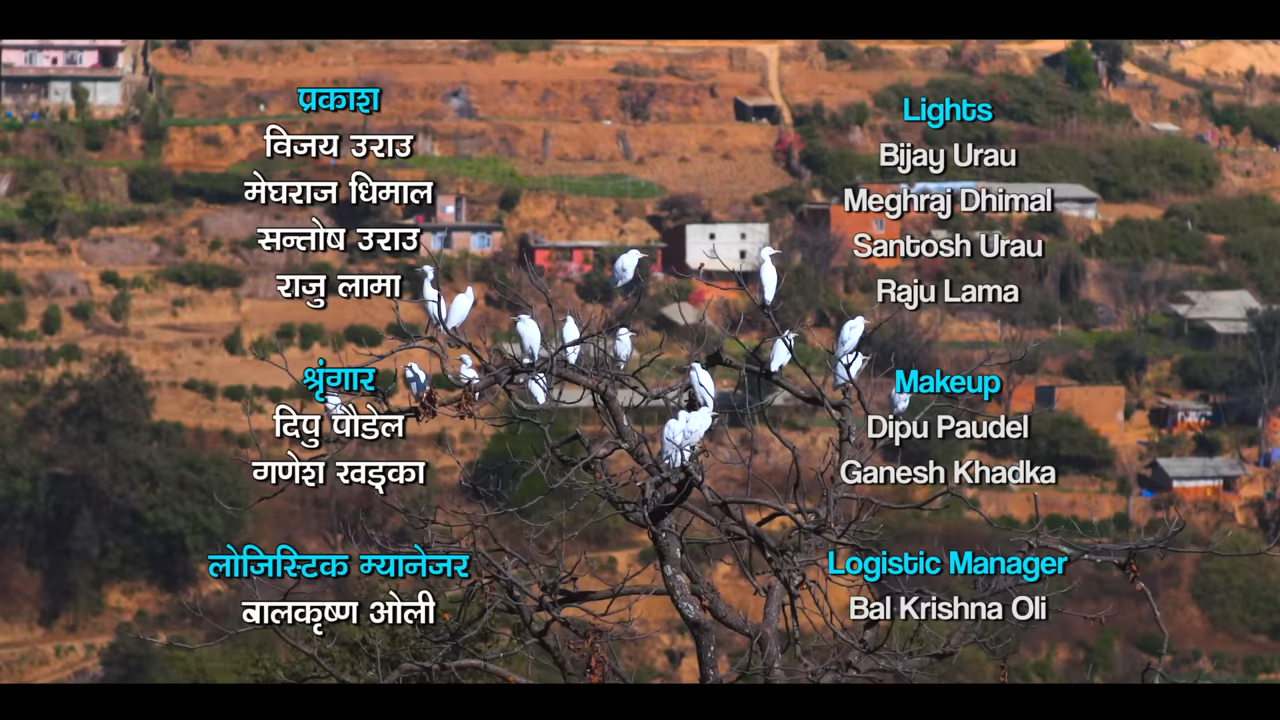 प्रकाश
विजय उराउ
मेघराज धिमाल
सन्तोष उराउ
राजु लामा
श्रृंगार
दिपु पौडेल
गणेश खड्का
लोजिस्टिक म्यानेजर
बालकृष्ण ओली
Lights
Bijay Urau
Meghraj Dhimal
Santosh Urau
Raju Lama
Makeup
Dipu Paudel
Ganesh Khadka
Logistic Manager
Bal Krishna Oli